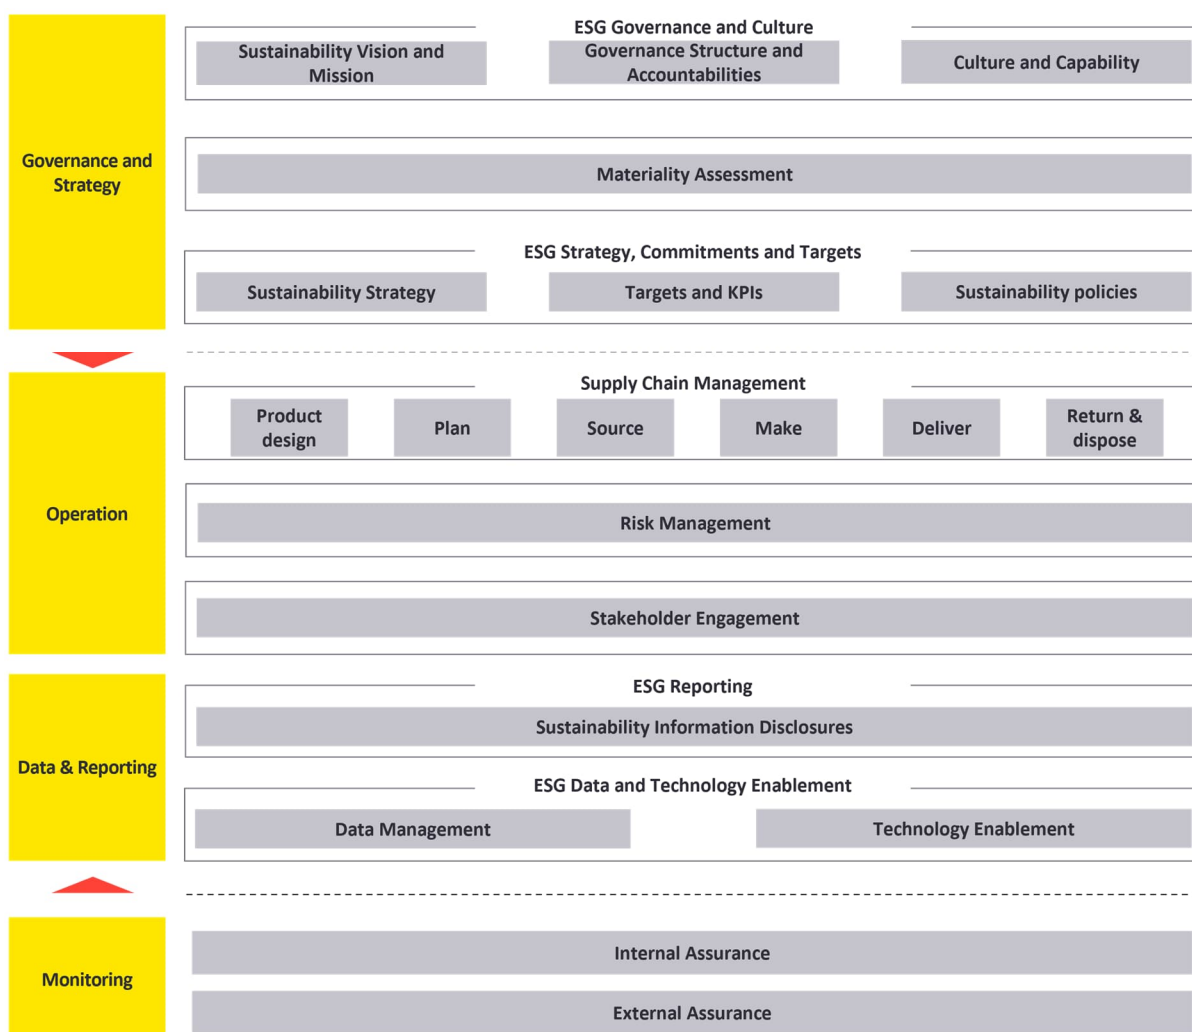 ESG Governance and Culture
Sustainability Vision and
Mission
Governance Structure and
Accountabilities
Culture and Capability
Governance and
Strategy
Materiality Assessment
ESG Strategy, Commitments and Targets
Sustainability Strategy
Targets and KPIs
Sustainability policies
Supply Chain Management
Product
design
Plan
Source
Make
Deliver
Return &
dispose
Operation
Risk Management
Stakeholder Engagement
ESG Reporting
Sustainability Information Disclosures
Data & Reporting
ESG Data and Technology Enablement
Data Management
Technology Enablement
Monitoring
Internal Assurance
External Assurance